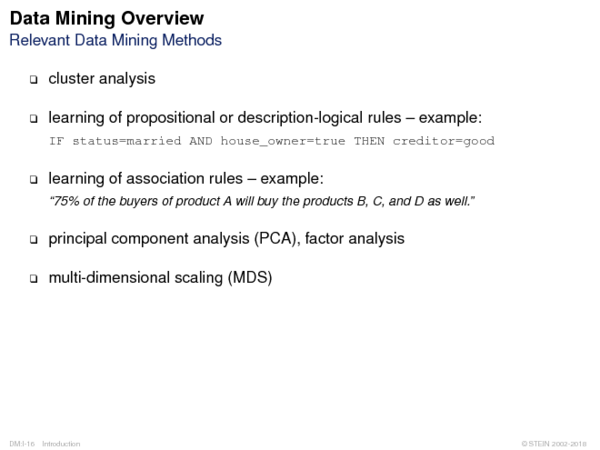 Data Mining Overview
Relevant Data Mining Methods
❑ cluster analysis
❑ learning of propositional or description-logical rules – example:
IF status=married AND house_owner=true THEN creditor=good
❑ learning of association rules – example:
“75% of the buyers of product A will buy the products B, C, and D as well.”
❑ principal component analysis (PCA), factor analysis
❑ multi-dimensional scaling (MDS)
DM:I-16 Introduction
© STEIN 2002-2018